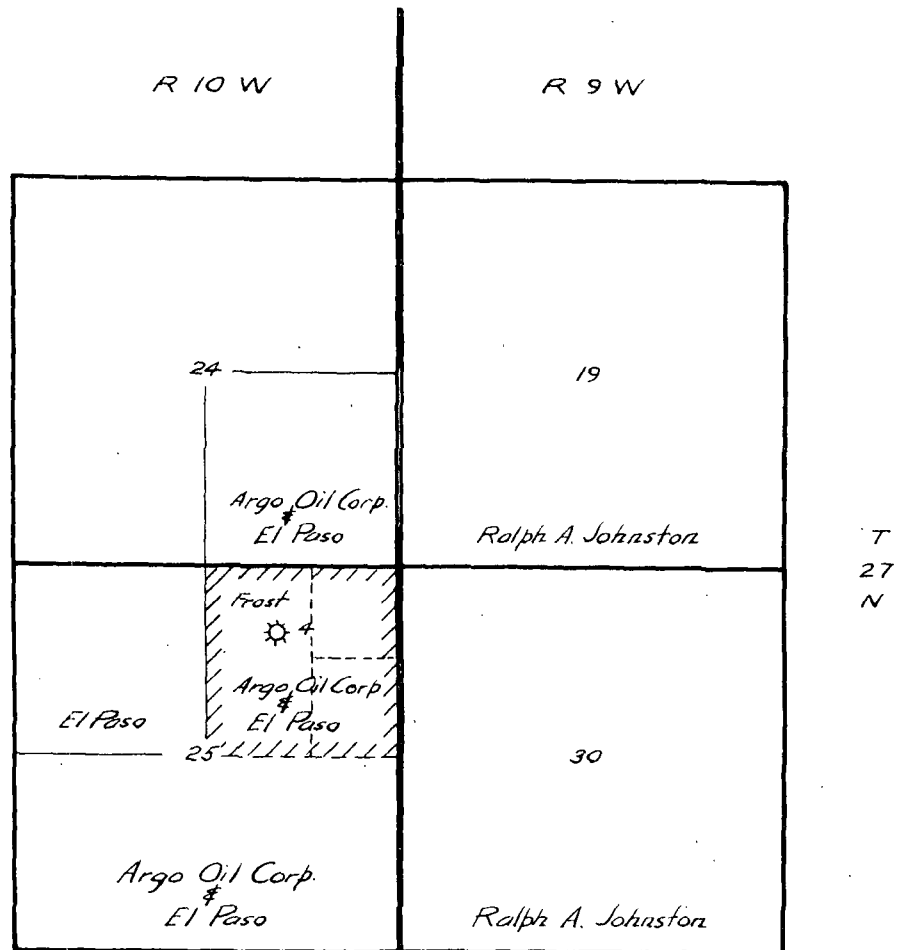 R 10 W
R 9 W
24
19
Argo Oil Corp.
&
El Paso
Ralph A. Johnston
T
27
N
Frost
4
Argo Oil Corp
&
El Paso
El Paso
25
30
Argo Oil Corp.
&
El Paso
Ralph A. Johnston